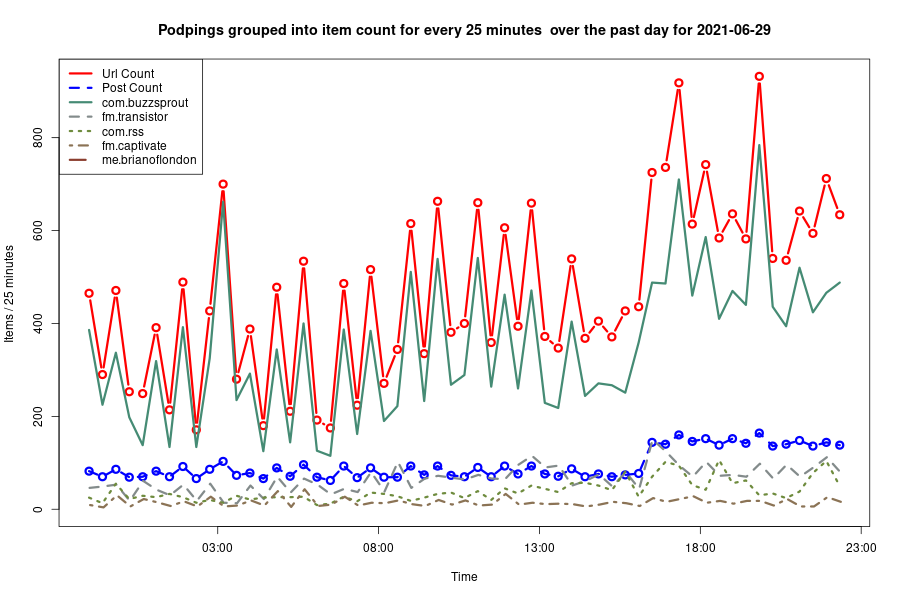 Podpings grouped into item count for every 25 minutes  over the past day for 2021-06-29
Url Count
Post Count
com.buzzsprout
fm.transistor
com.rss
fm.captivate
me.brianoflondon
Items / 25 minutes
800
600
400
200
0
03:00 08:00 13:00 18:00 23:00
Time